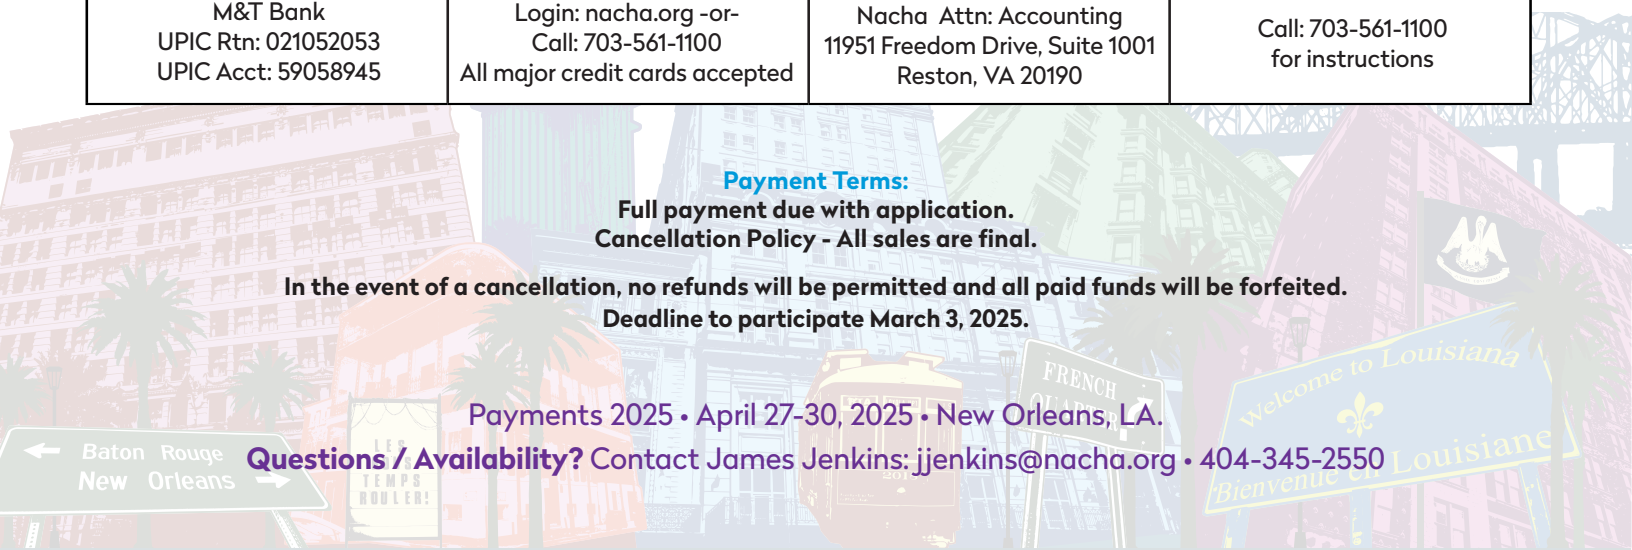 M&T Bank
UPIC Rtn: 021052053
UPIC Acct: 59058945
Login: nacha.org -or-
Call: 703-561-1100
All major credit cards accepted
Nacha Attn: Accounting
11951 Freedom Drive, Suite 1001
Reston, VA 20190
Call: 703-561-1100
for instructions
Payment Terms:
Full payment due with application.
Cancellation Policy - All sales are final.
In the event of a cancellation, no refunds will be permitted and all paid funds will be forfeited.
Deadline to participate March 3, 2025.
FRENCH
QUARTER
Welcome to Louisiana
Payments 2025 • April 27-30, 2025 • New Orleans, LA.
Questions / Availability? Contact James Jenkins: jjenkins@nacha.org • 404-345-2550
Baton Rouge
New Orleans
LES
TEMPS
ROULER!
Bienvenue en Louisiane